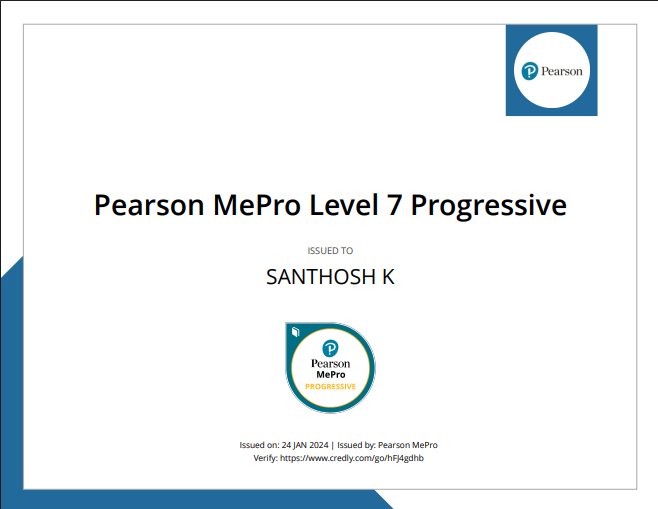 Pearson
Pearson MePro Level 7 Progressive
ISSUED TO
SANTHOSH K
Pearson
MePro
PROGRESSIVE
Issued on: 24 JAN 2024 | Issued by: Pearson MePro
Verify: https://www.credly.com/go/hFJ4gdhb